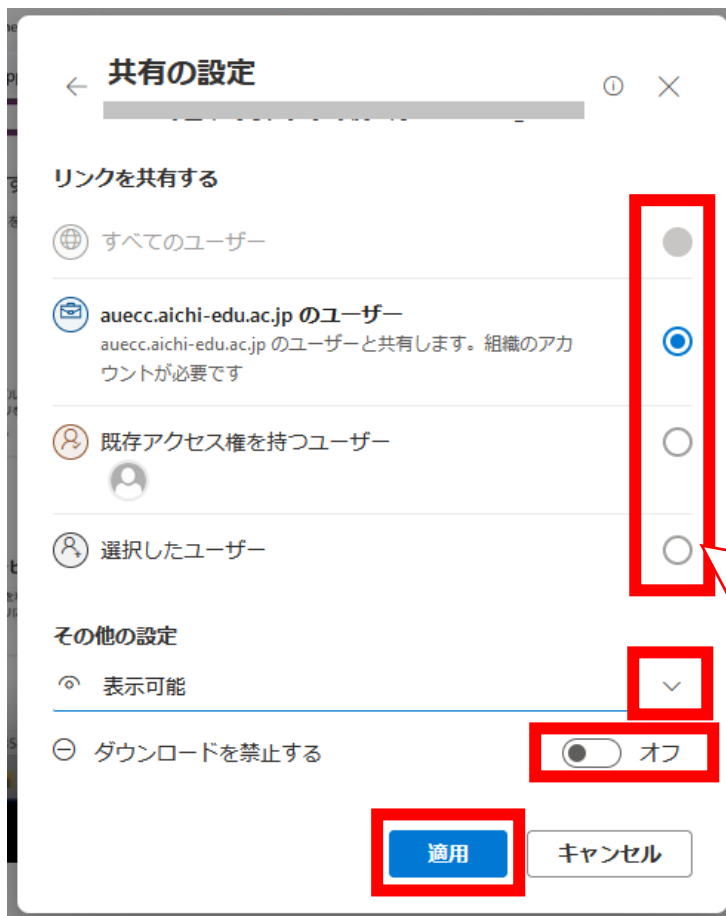 共有の設定
リンクを共有する
すべてのユーザー
auecc.aichi-edu.ac.jp のユーザー
auecc.aichi-edu.ac.jp のユーザーと共有します。組織のアカ
ウントが必要です
既存アクセス権を持つユーザー
選択したユーザー
その他の設定
表示可能
ダウンロードを禁止する
オフ
適用
キャンセル